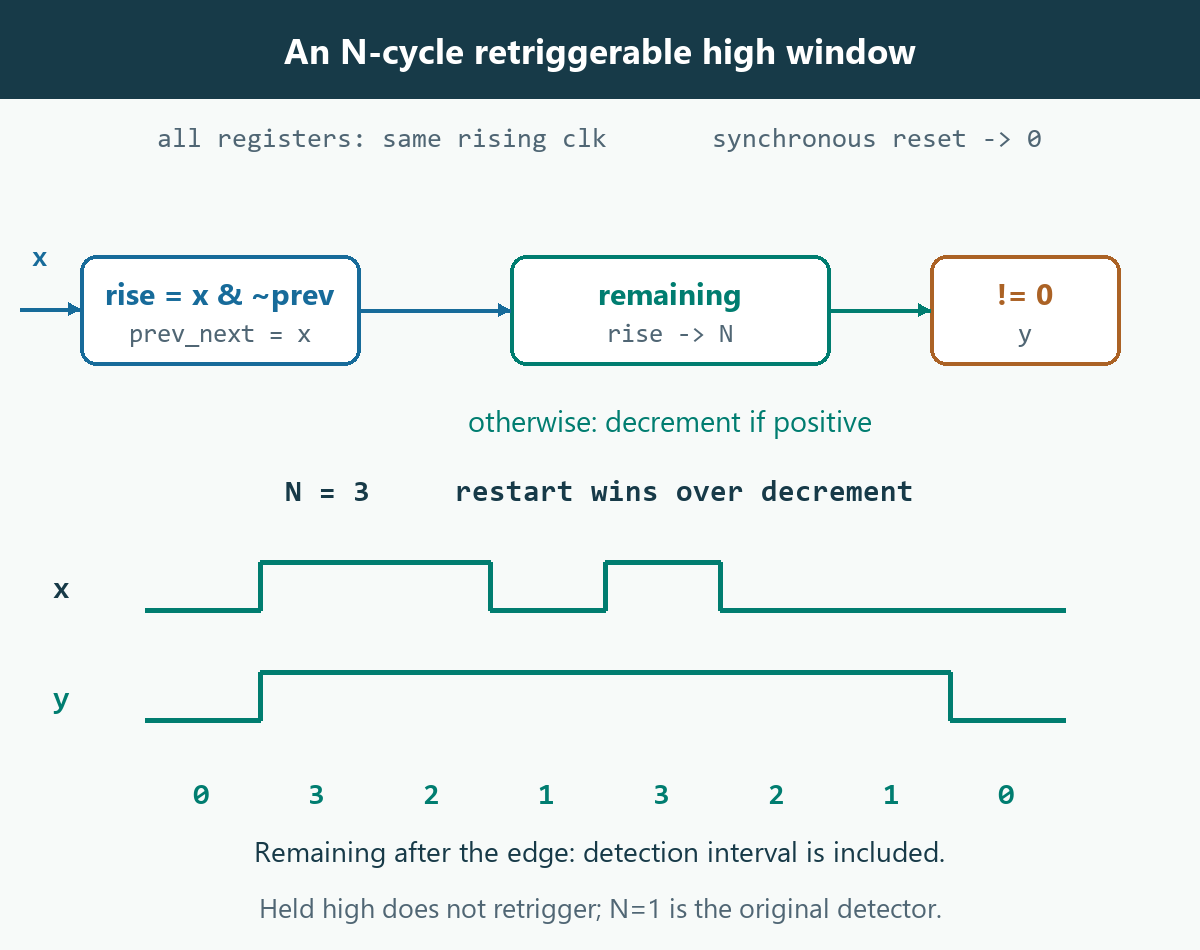 An N-cycle retriggerable high window
all registers: same rising clk synchronous reset -> 0
x
rise = x & ~prev
prev_next = x
remaining
rise -> N
!= 0
y
otherwise: decrement if positive
N = 3 restart wins over decrement
x
y
0 3 2 1 3 2 1 0
Remaining after the edge: detection interval is included.
Held high does not retrigger; N=1 is the original detector.